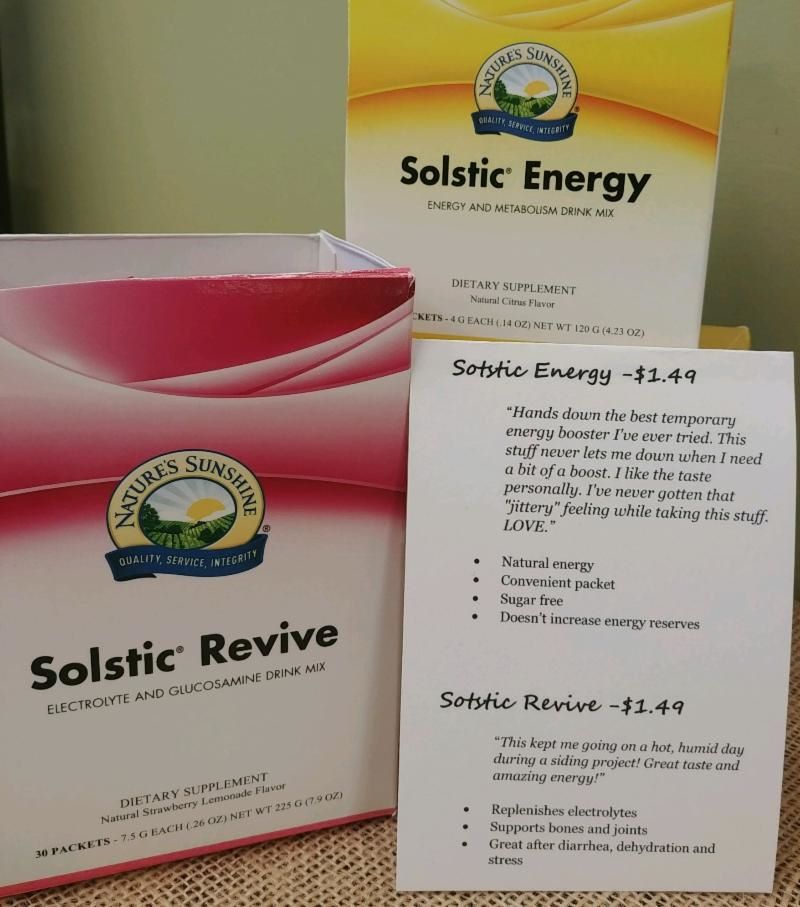 NATURE'S SUNSHINE
®
QUALITY, SERVICE, INTEGRITY
Solstic® Energy
ENERGY AND METABOLISM DRINK MIX
DIETARY SUPPLEMENT
Natural Citrus Flavor
- 4 G EACH (.14 OZ) NET WT 120 G (4.23 OZ)
NATURE'S SUNSHINE
®
QUALITY, SERVICE, INTEGRITY
Solstic® Revive
ELECTROLYTE AND GLUCOSAMINE DRINK MIX
DIETARY SUPPLEMENT
Natural Strawberry Lemonade Flavor
30 PACKETS - 7.5 G EACH (.26 OZ) NET WT 225 G (7.9 OZ)
Sotstic Energy -$1.49
“Hands down the best temporary
energy booster I've ever tried. This
stuff never lets me down when I need
a bit of a boost. I like the taste
personally. I've never gotten that
"jittery" feeling while taking this stuff.
LOVE.”
• Natural energy
• Convenient packet
• Sugar free
• Doesn't increase energy reserves
Sotstic Revive -$1.49
“This kept me going on a hot, humid day
during a siding project! Great taste and
amazing energy!”
• Replenishes electrolytes
• Supports bones and joints
• Great after diarrhea, dehydration and
stress